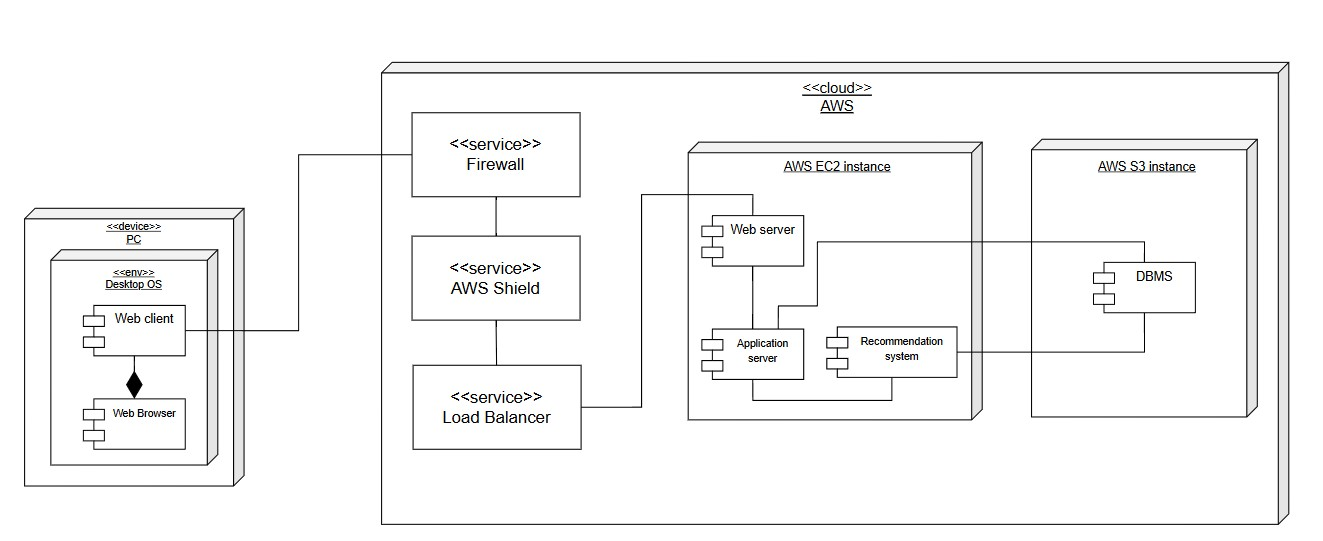 <<device>>
PC
<<env>>
Desktop OS
Web client
Web Browser
<<cloud>>
AWS
<<service>>
Firewall
<<service>>
AWS Shield
<<service>>
Load Balancer
AWS EC2 instance
Web server
Application
server
Recommendation
system
AWS S3 instance
DBMS